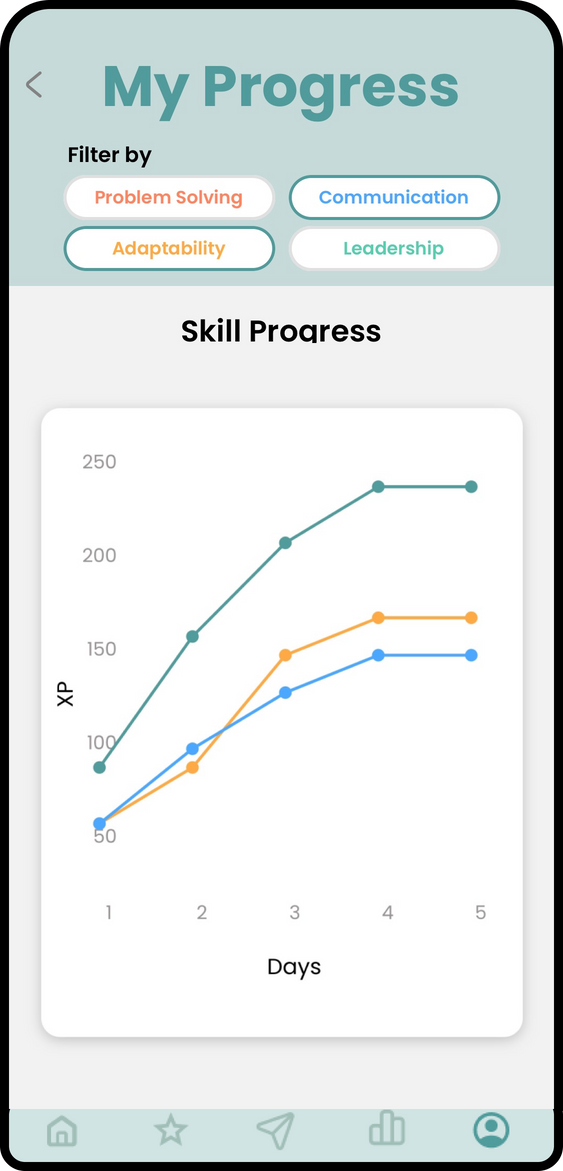 My Progress
Filter by
Problem Solving
Communication
Adaptability
Leadership
Skill Progress
250
200
150
100
50
XP
1 2 3 4 5
Days